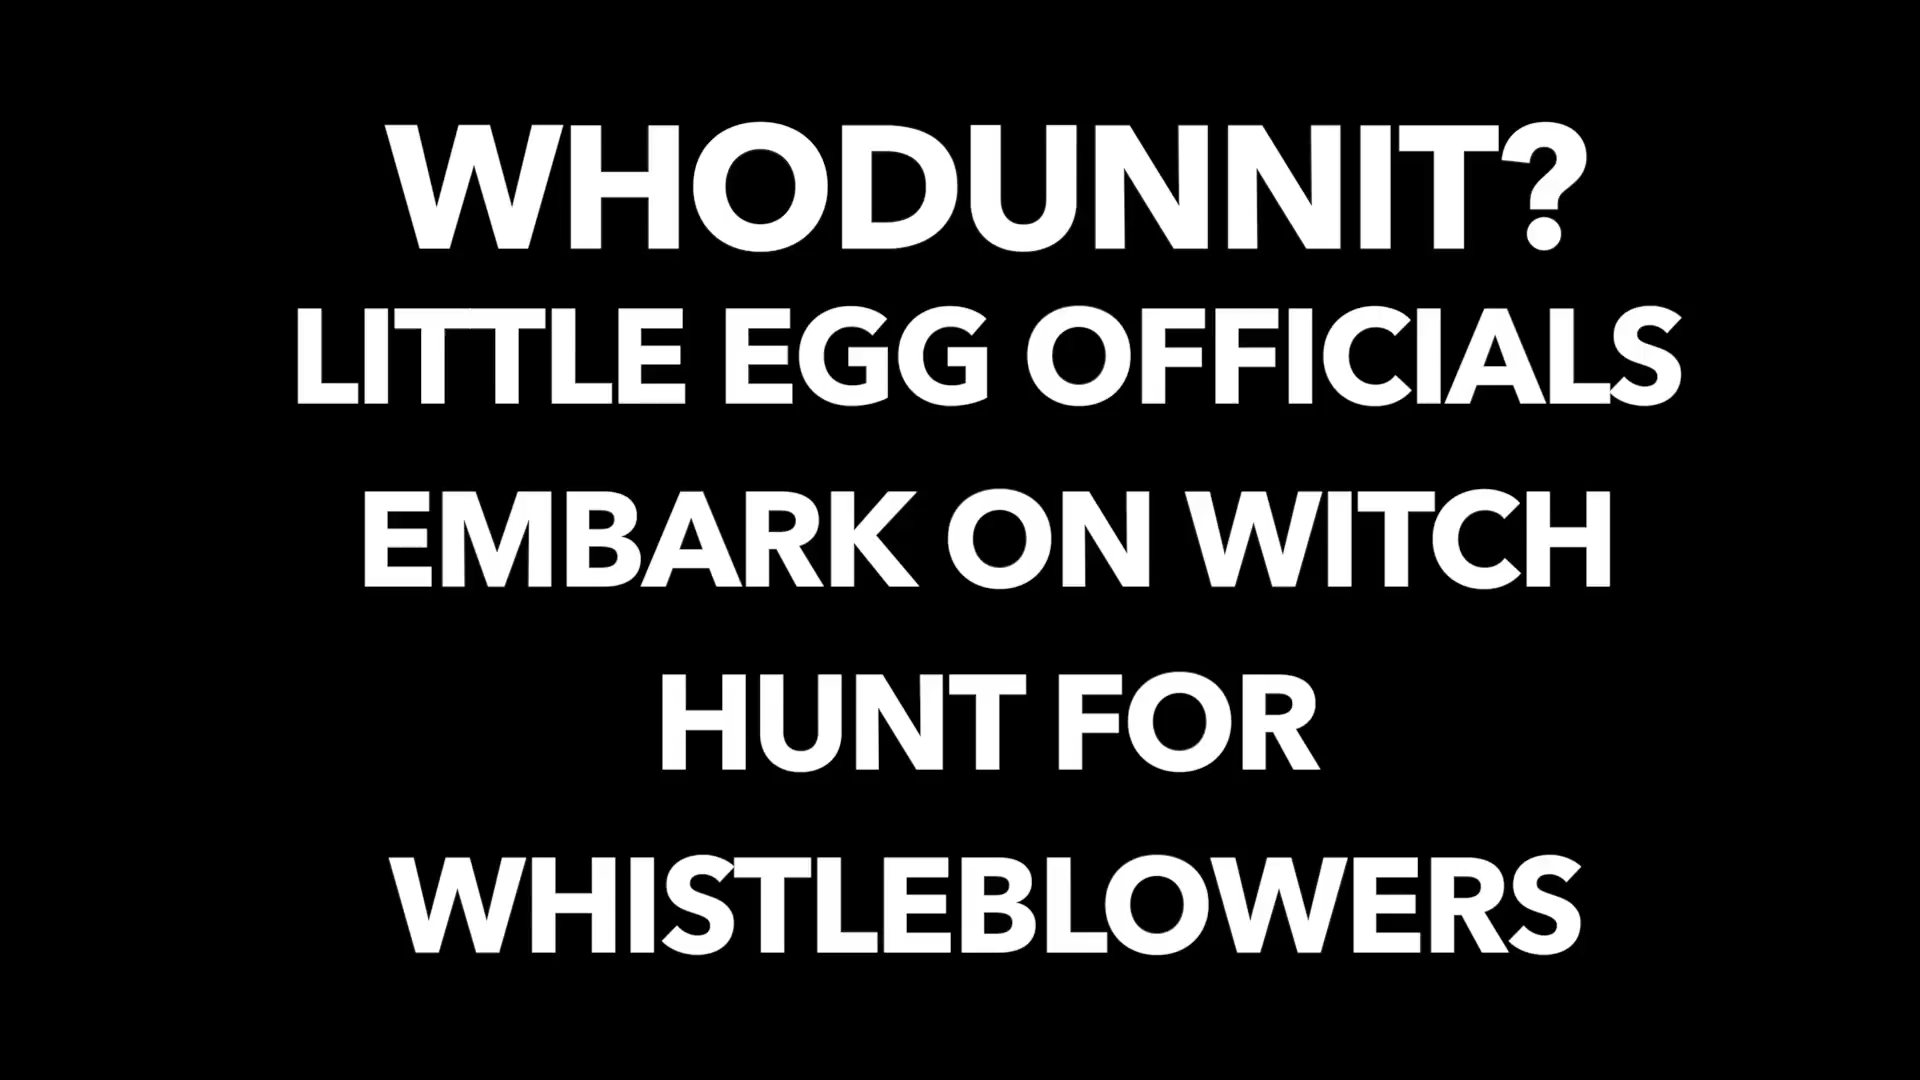 WHODUNNIT?
LITTLE EGG OFFICIALS
EMBARK ON WITCH
HUNT FOR
WHISTLEBLOWERS